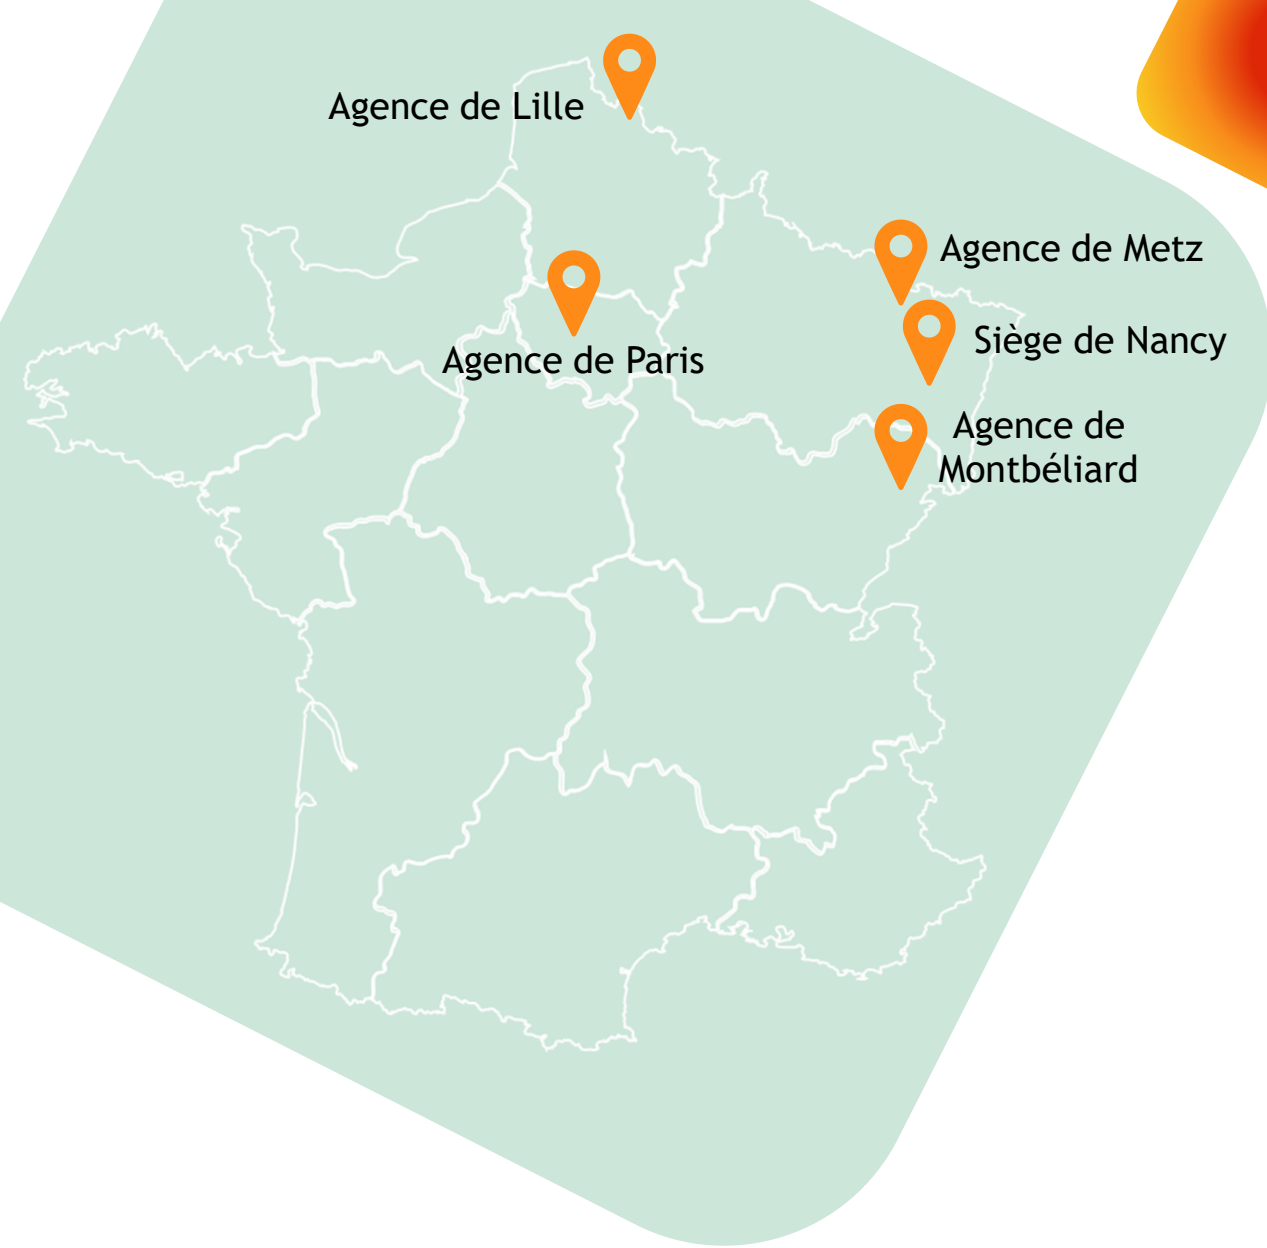 Agence de Lille
Agence de Metz
Siège de Nancy
Agence de Paris
Agence de
Montbéliard